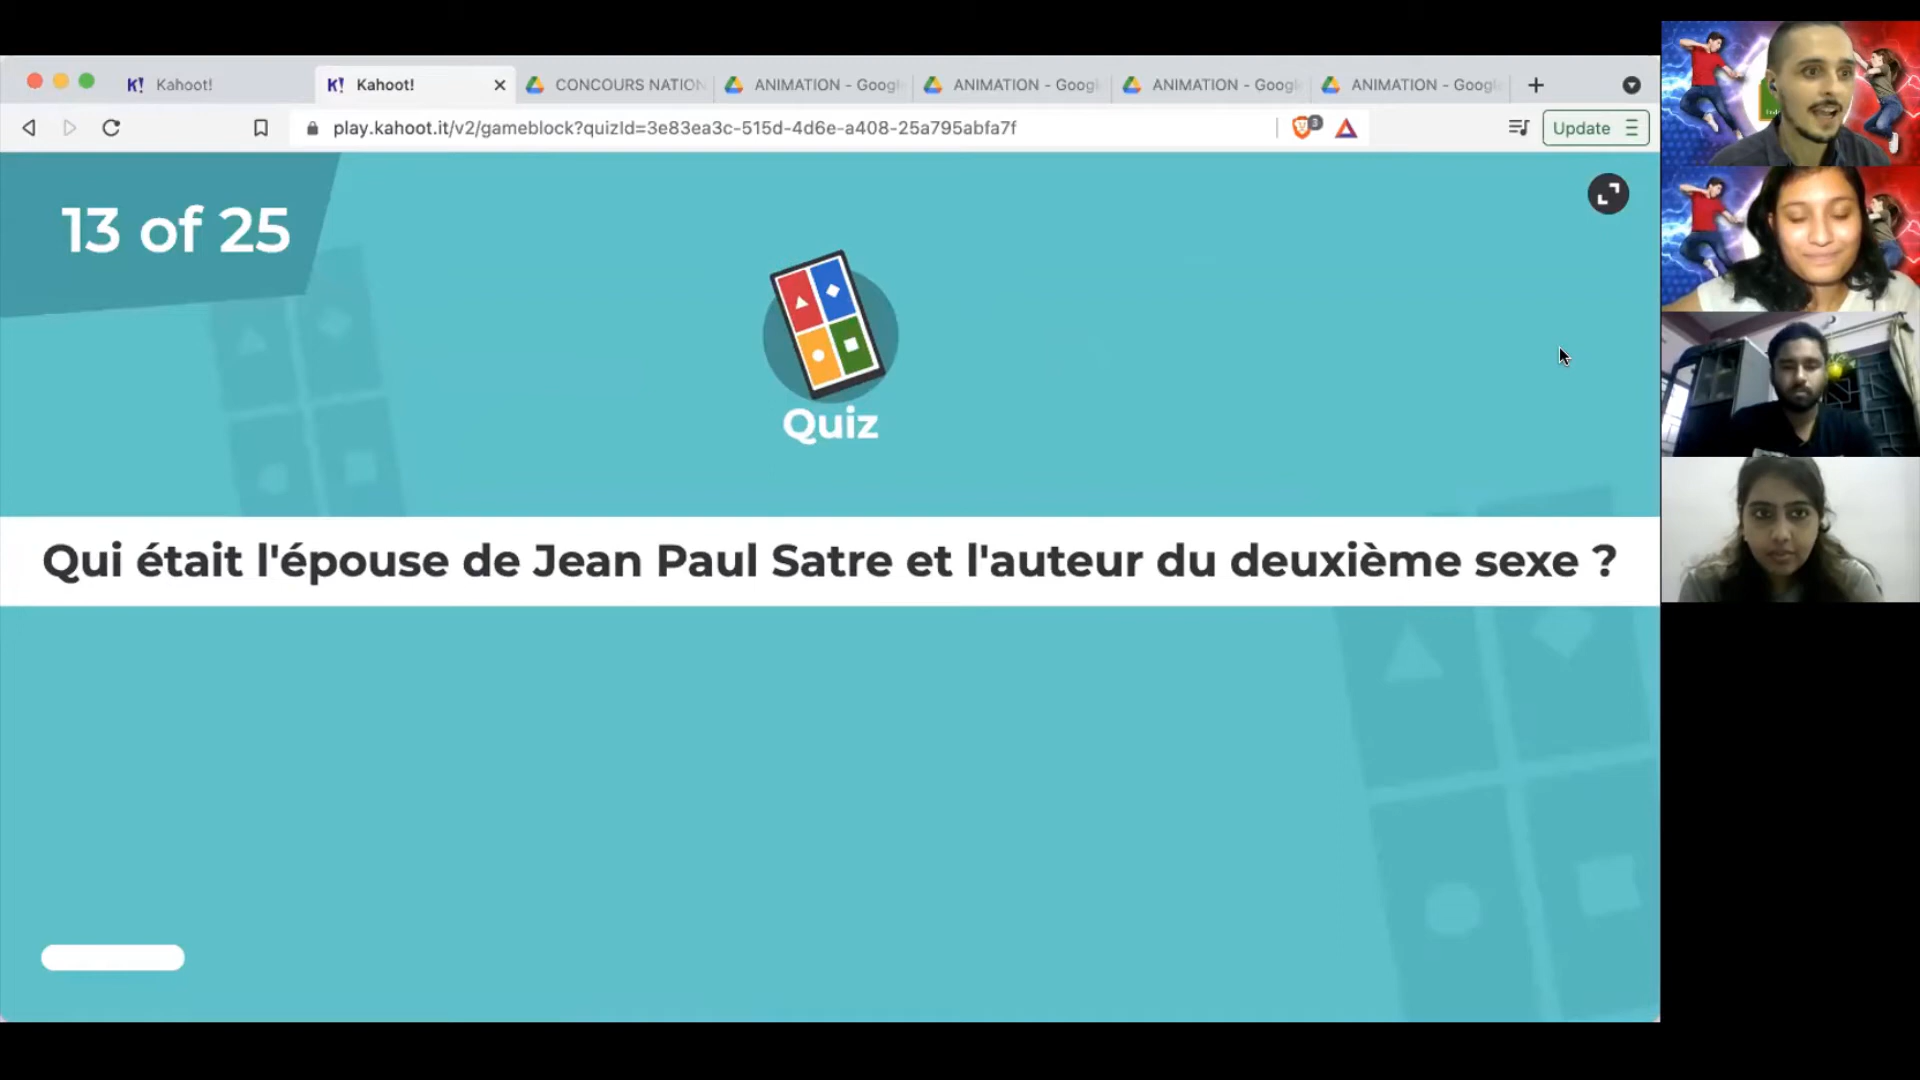 K! Kahoot!
K! Kahoot!
CONCOURS NATION
ANIMATION - Googl
ANIMATION - Googl
ANIMATION - Googl
ANIMATION - Googl
play.kahoot.it/v2/gameblock?quizId=3e83ea3c-515d-4d6e-a408-25a795abfa7f
3
Update
13 of 25
Quiz
Qui était l'épouse de Jean Paul Satre et l'auteur du deuxième sexe ?